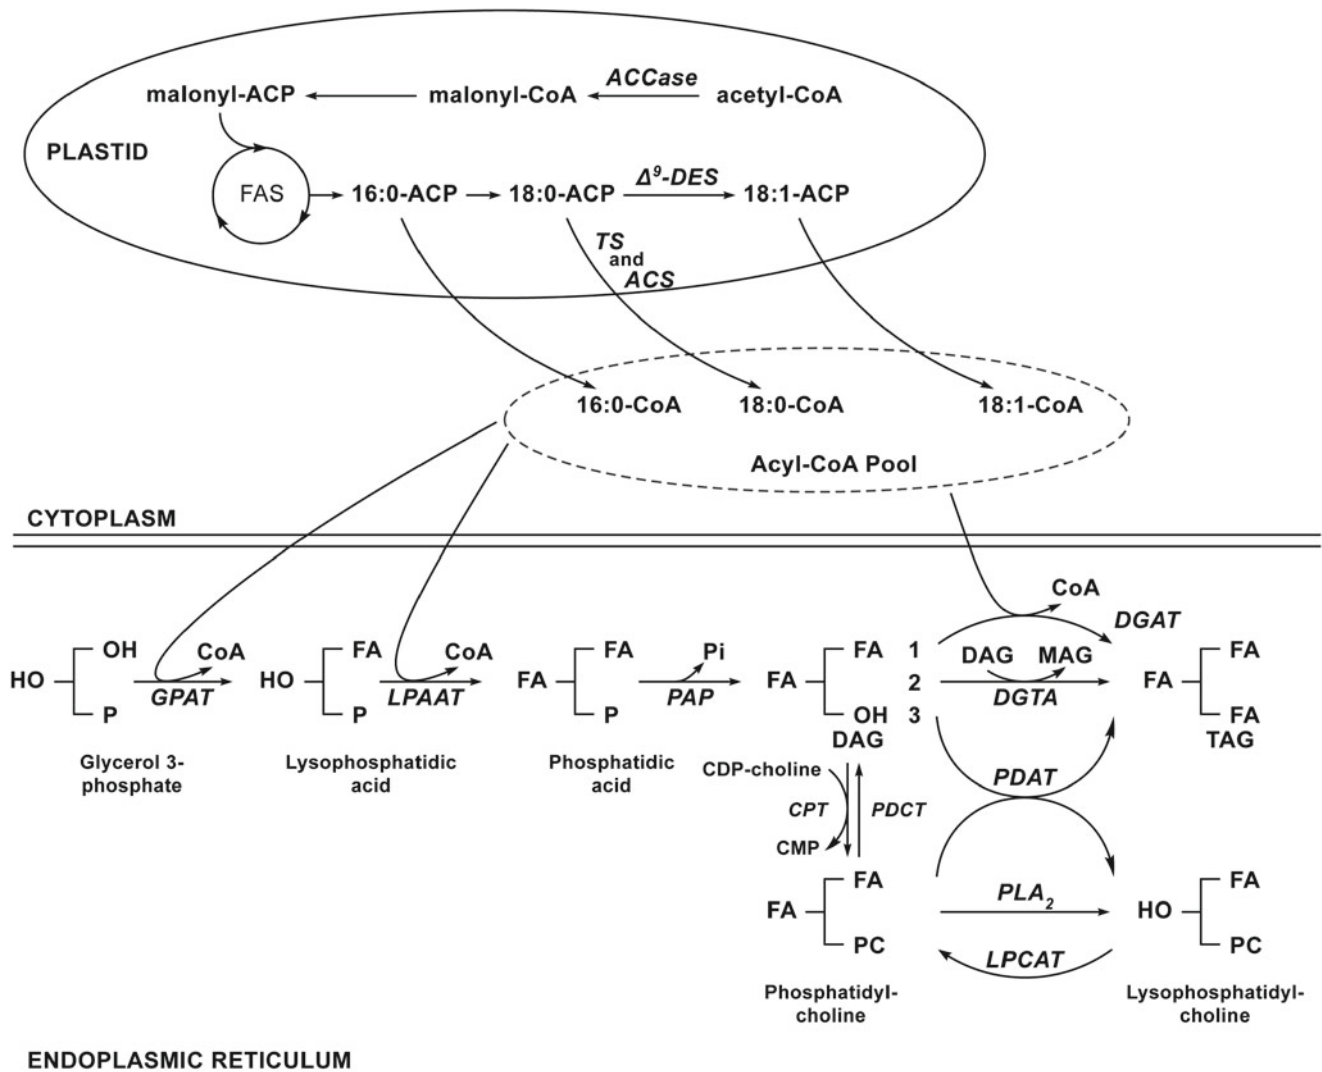 ACCase
malonyl-ACP
malonyl-CoA
acetyl-CoA
PLASTID
FAS
16:0-ACP
18:0-ACP
Δ⁹-DES
18:1-ACP
TS
and
ACS
16:0-CoA
18:0-CoA
18:1-CoA
Acyl-CoA Pool
CYTOPLASM
HO
OH
P
Glycerol 3-
phosphate
CoA
GPAT
HO
FA
P
Lysophosphatidic
acid
CoA
LPAAT
FA
FA
P
Phosphatidic
acid
Pi
PAP
FA
FA
OH
DAG
1
2
3
CoA
DGAT
DAG
MAG
DGTA
FA
FA
FA
TAG
PDAT
CDP-choline
CPT
PDCT
CMP
FA
FA
PC
Phosphatidyl-
choline
PLA₂
LPCAT
HO
FA
PC
Lysophosphatidyl-
choline
ENDOPLASMIC RETICULUM